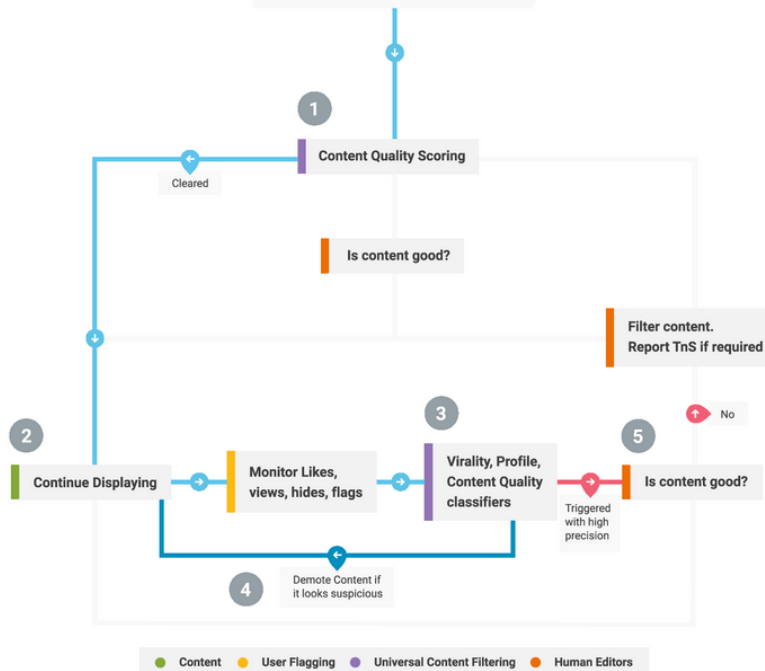 1
Content Quality Scoring
Cleared
Is content good?
Filter content.
Report TnS if required
No
2
3
5
Continue Displaying
Monitor Likes,
views, hides, flags
Virality, Profile,
Content Quality
classifiers
Is content good?
Triggered
with high
precision
4
Demote Content if
it looks suspicious
Content
User Flagging
Universal Content Filtering
Human Editors